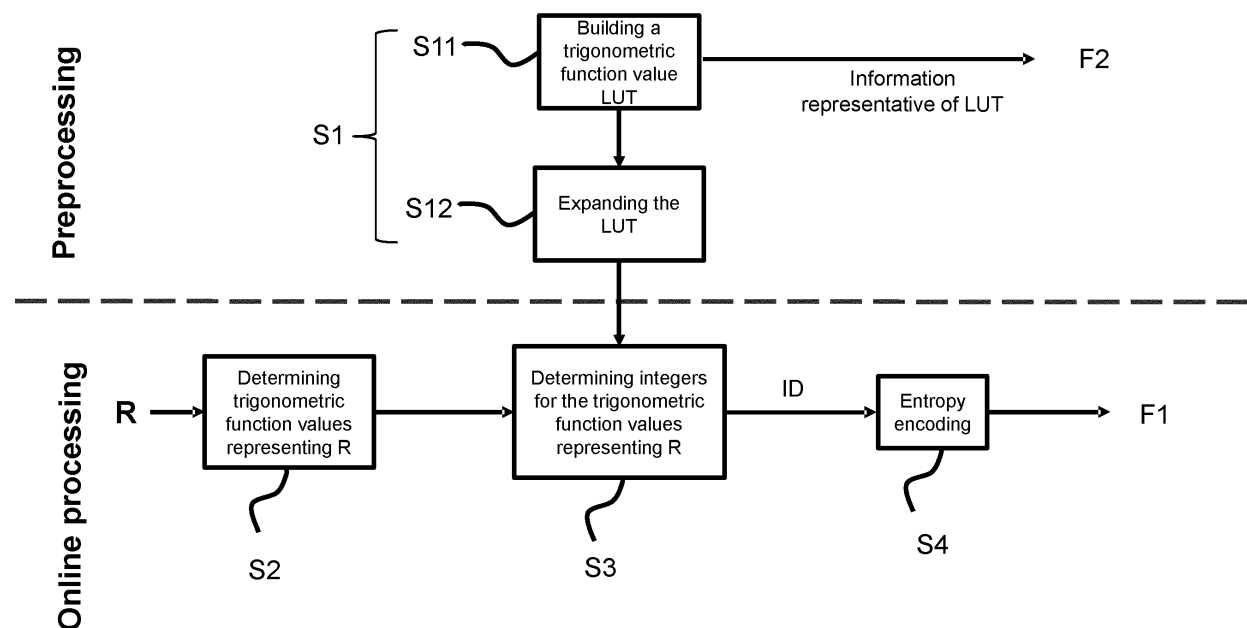 Preprocessing
S1
S11
Building a
trigonometric
function value
LUT
Information
representative of LUT
F2
S12
Expanding the
LUT
Online processing
R
Determining
trigonometric
function values
representing R
S2
Determining integers
for the trigonometric
function values
representing R
S3
ID
Entropy
encoding
S4
F1